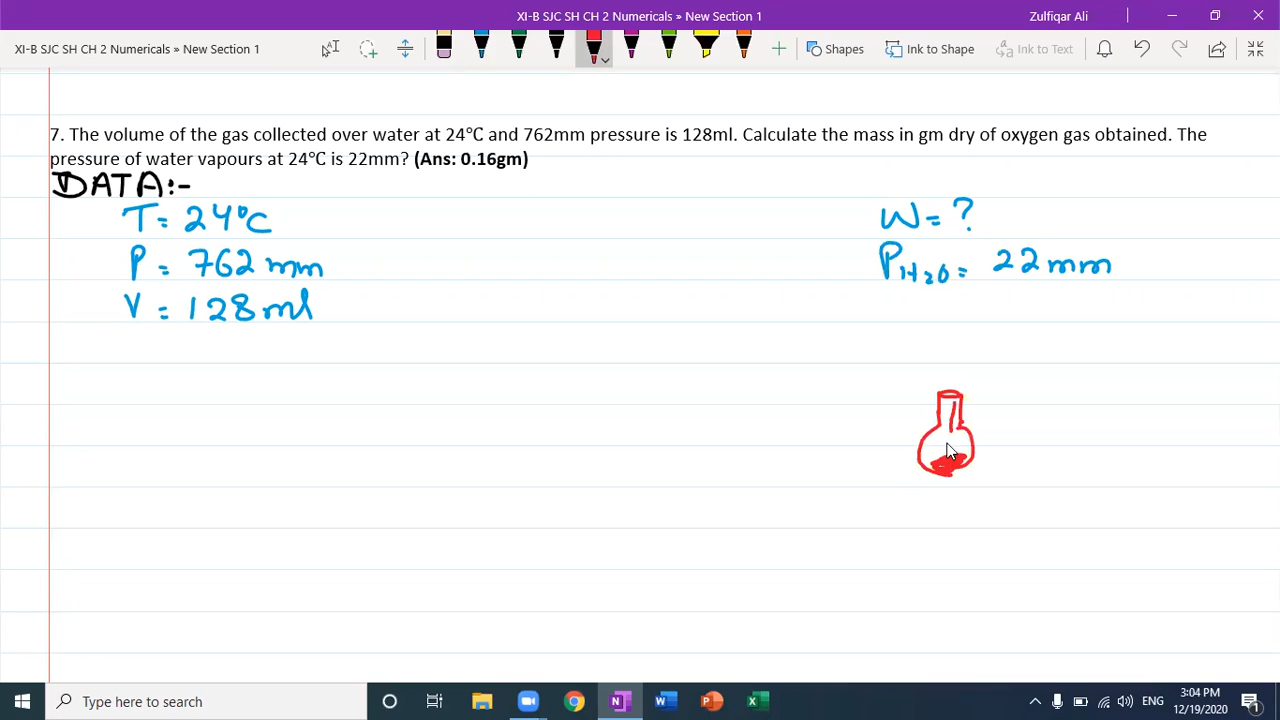 XI-B SJC SH CH 2 Numericals » New Section 1
Zulfiqar Ali
XI-B SJC SH CH 2 Numericals » New Section 1
Shapes
Ink to Shape
Ink to Text
7. The volume of the gas collected over water at 24°C and 762mm pressure is 128ml. Calculate the mass in gm dry of oxygen gas obtained. The
pressure of water vapours at 24°C is 22mm? (Ans: 0.16gm)
DATA:-
T = 24°C
W = ?
P = 762 mm
PH2O = 22mm
V = 128 ml
Type here to search
ENG
3:04 PM
12/19/2020